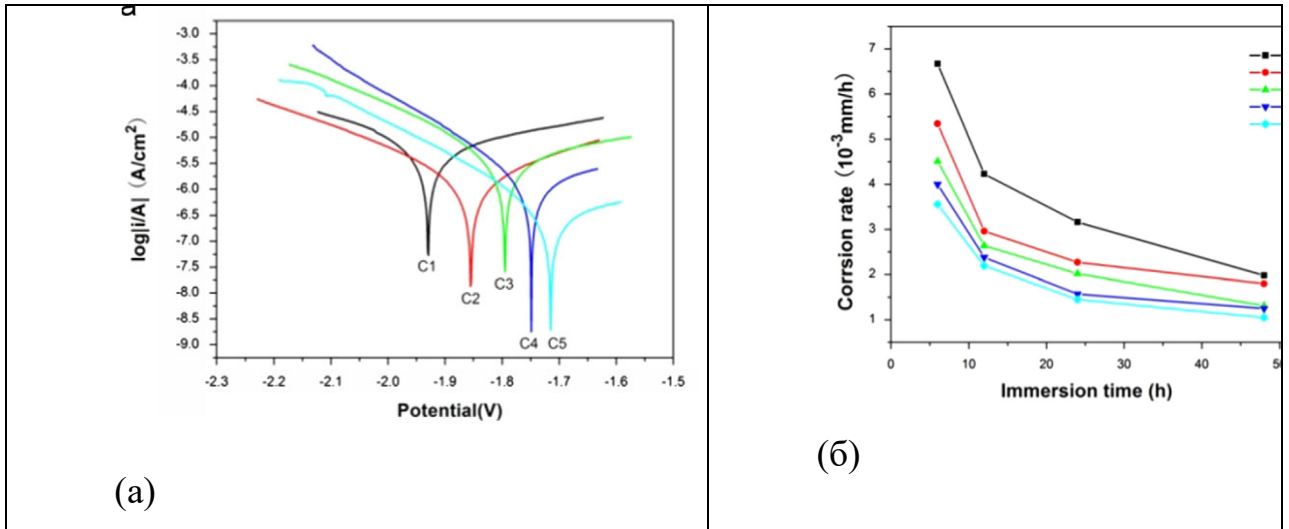 a
-3.0
-3.5
-4.0
-4.5
-5.0
-5.5
-6.0
-6.5
-7.0
-7.5
-8.0
-8.5
-9.0
log|i/A| (A/cm²)
C1
C2
C3
C4
C5
-2.3 -2.2 -2.1 -2.0 -1.9 -1.8 -1.7 -1.6 -1.5
Potential(V)
(а)
7
6
5
4
3
2
1
Corrsion rate (10⁻³mm/h)
0 10 20 30 40
Immersion time (h)
(б)